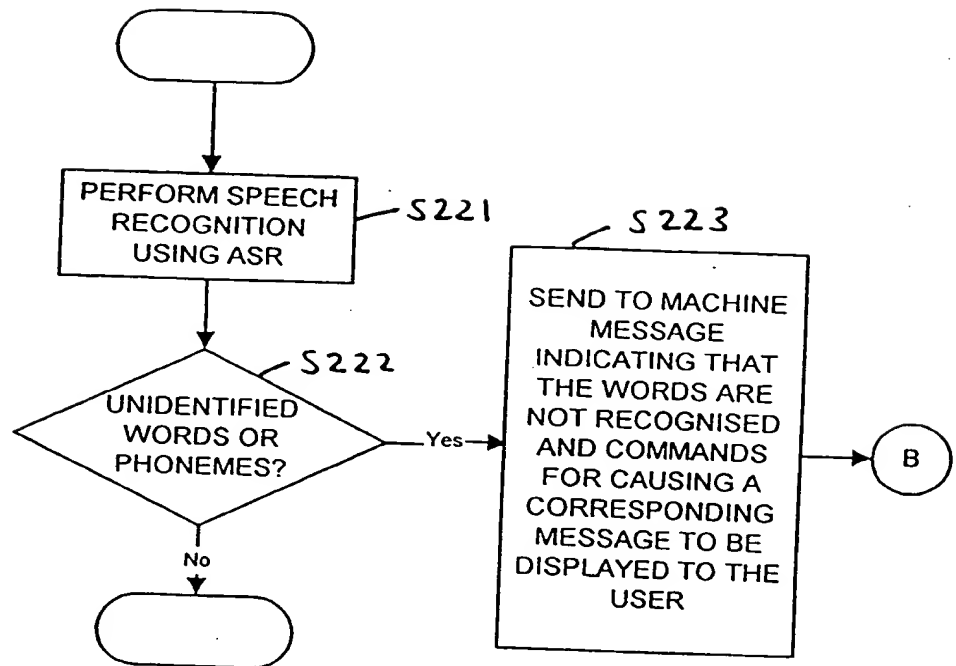 PERFORM SPEECH
RECOGNITION
USING ASR
S221
S222
UNIDENTIFIED
WORDS OR
PHONEMES?
Yes
No
S223
SEND TO MACHINE
MESSAGE
INDICATING THAT
THE WORDS ARE
NOT RECOGNISED
AND COMMANDS
FOR CAUSING A
CORRESPONDING
MESSAGE TO BE
DISPLAYED TO THE
USER
B